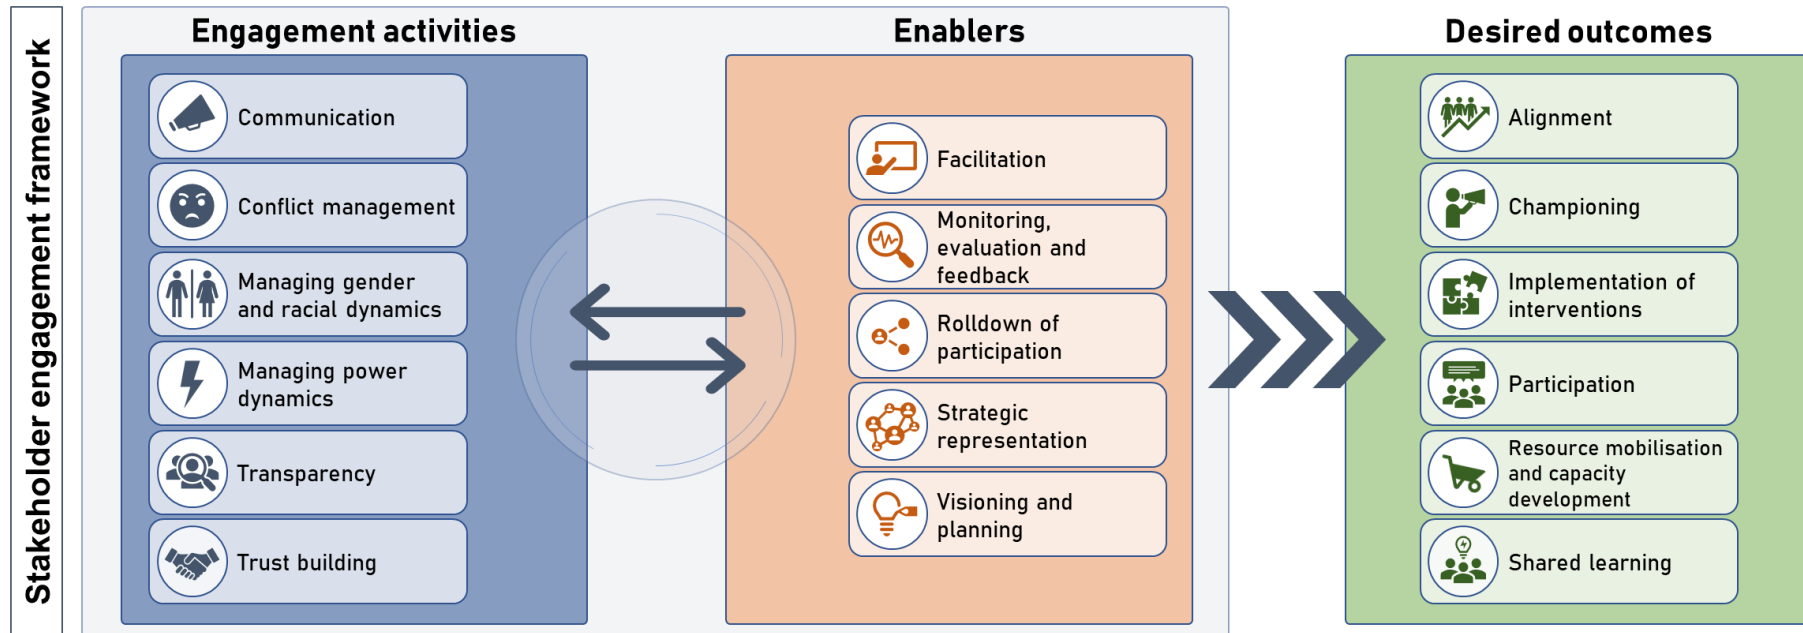 Stakeholder engagement framework
Engagement activities
Communication
Conflict management
Managing gender
and racial dynamics
Managing power
dynamics
Transparency
Trust building
Enablers
Facilitation
Monitoring,
evaluation and
feedback
Rolldown of
participation
Strategic
representation
Visioning and
planning
Desired outcomes
Alignment
Championing
Implementation of
interventions
Participation
Resource mobilisation
and capacity
development
Shared learning